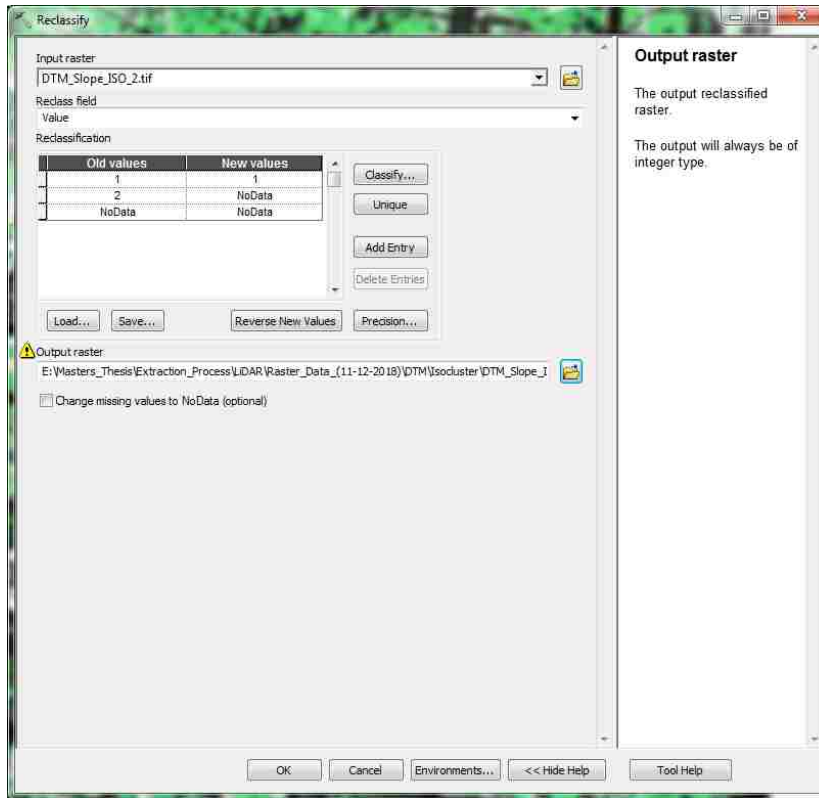 Reclassify
Input raster
DTM_Slope_ISO_2.tif
Reclass field
Value
Reclassification
Old values New values
1 1
2 NoData
NoData NoData
Classify...
Unique
Add Entry
Delete Entries
Load... Save... Reverse New Values Precision...
Output raster
E:\Masters_Thesis\Extraction_Process\LiDAR\Raster_Data_(11-12-2018)\DTM\Isocluster\DTM_Slope_I
Change missing values to NoData (optional)
OK Cancel Environments... << Hide Help Tool Help
Output raster
The output reclassified
raster.
The output will always be of
integer type.